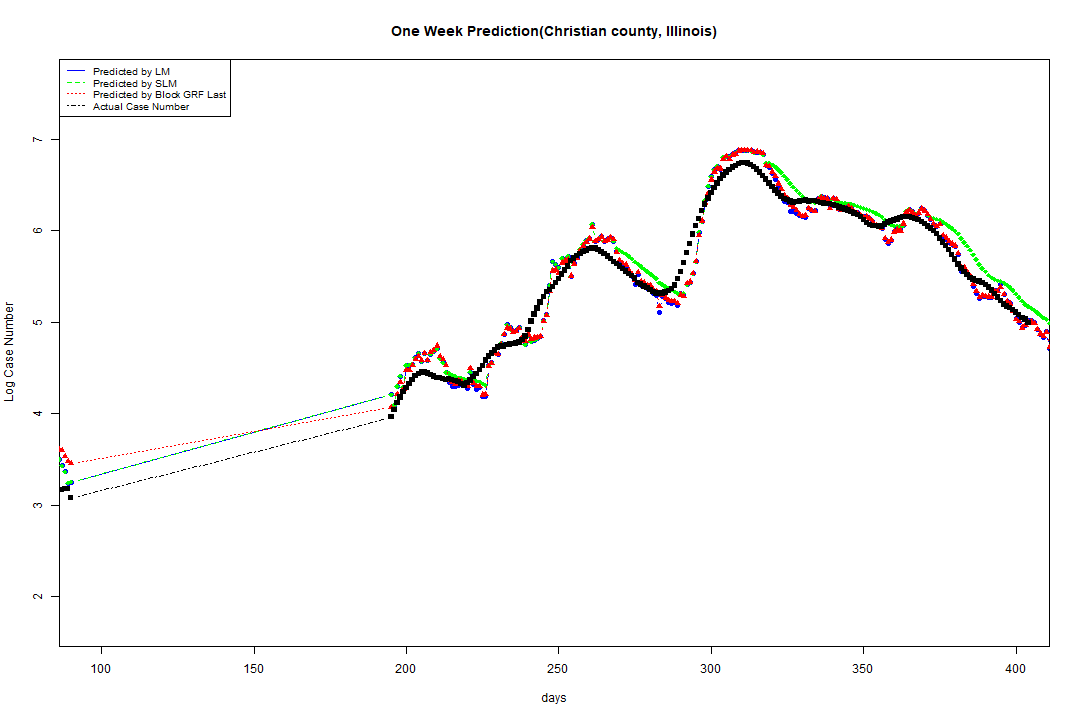 One Week Prediction(Christian county, Illinois)
Predicted by LM
Predicted by SLM
Predicted by Block GRF Last
Actual Case Number
7
6
5
4
3
2
Log Case Number
100 150 200 250 300 350 400
days